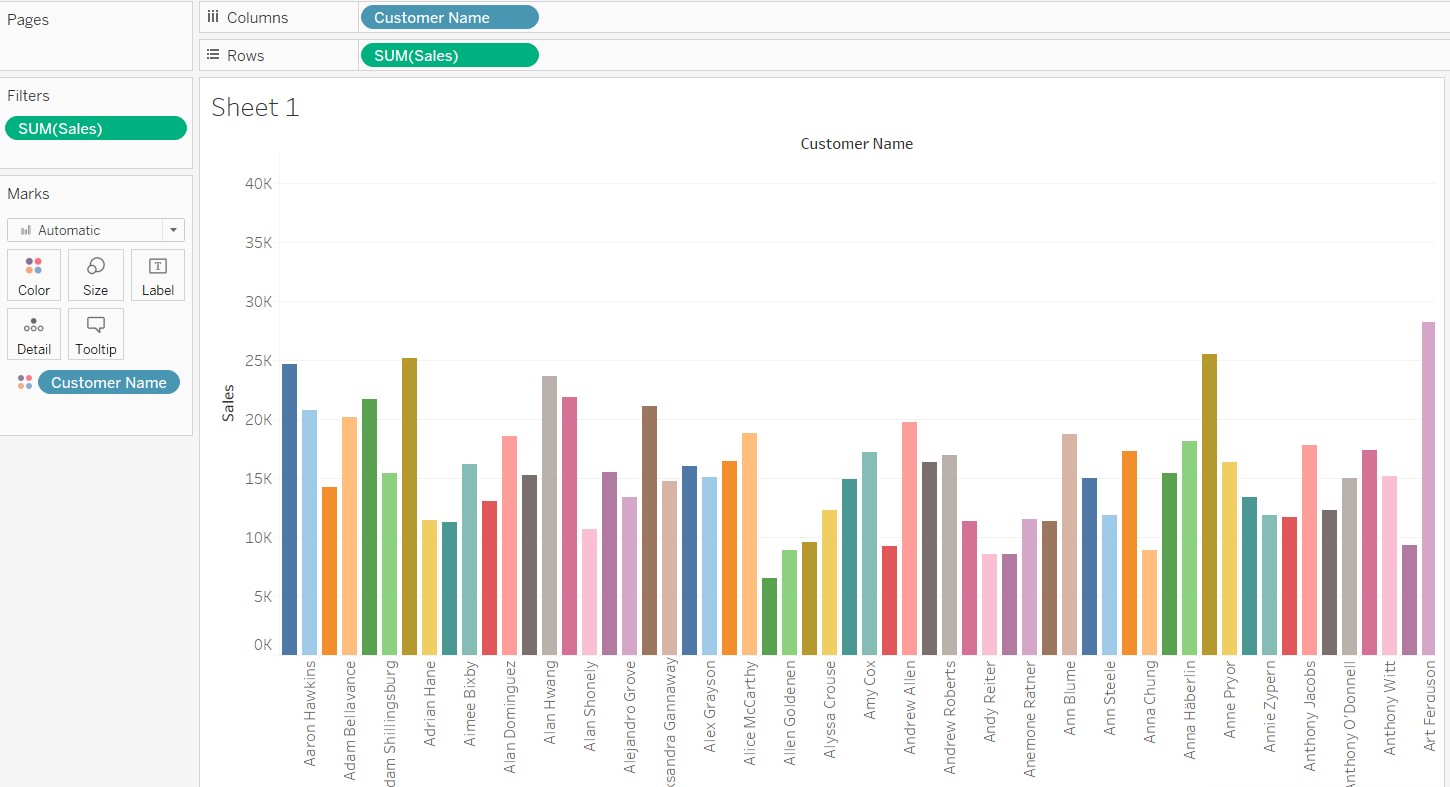 Pages
Columns
Customer Name
Rows
SUM(Sales)
Filters
SUM(Sales)
Marks
Automatic
Color
Size
Label
Detail
Tooltip
Customer Name
Sheet 1
Customer Name
Sales
40K
35K
30K
25K
20K
15K
10K
5K
0K
Aaron Hawkins
Adam Bellavance
dam Shillingsburg
Adrian Hane
Aimee Bixby
Alan Dominguez
Alan Hwang
Alan Shonely
Alejandro Grove
ksandra Gannaway
Alex Grayson
Alice McCarthy
Allen Goldenen
Alyssa Crouse
Amy Cox
Andrew Allen
Andrew Roberts
Andy Reiter
Anemone Ratner
Ann Blume
Ann Steele
Anna Chung
Anna Häberlin
Anne Pryor
Annie Zypern
Anthony Jacobs
Anthony O'Donnell
Anthony Witt
Art Ferguson